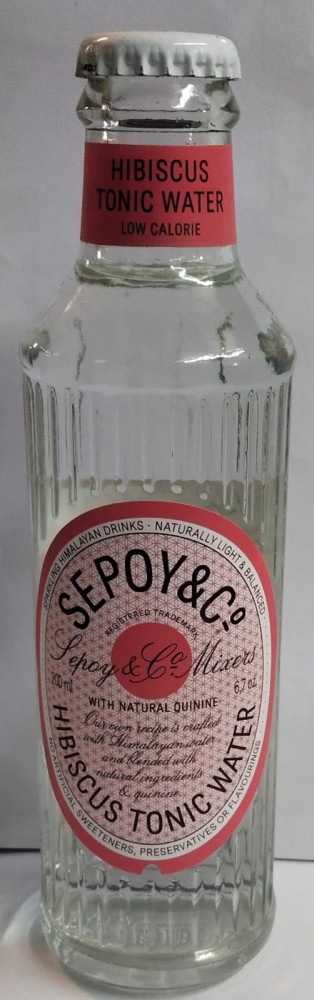 HIBISCUS
TONIC WATER
LOW CALORIE
SPARKLING HIMALAYAN DRINKS · NATURALLY LIGHT & BALANCED
SEPOY&Co
REGISTERED TRADEMARK
Sepoy & Co Mixers
200 ml
6,7 oz
WITH NATURAL QUININE
Our own recipe is crafted
with Himalayan water
and blended with
natural ingredients
& quinine.
HIBISCUS TONIC WATER
NO ARTIFICIAL SWEETENERS, PRESERVATIVES OR FLAVOURINGS